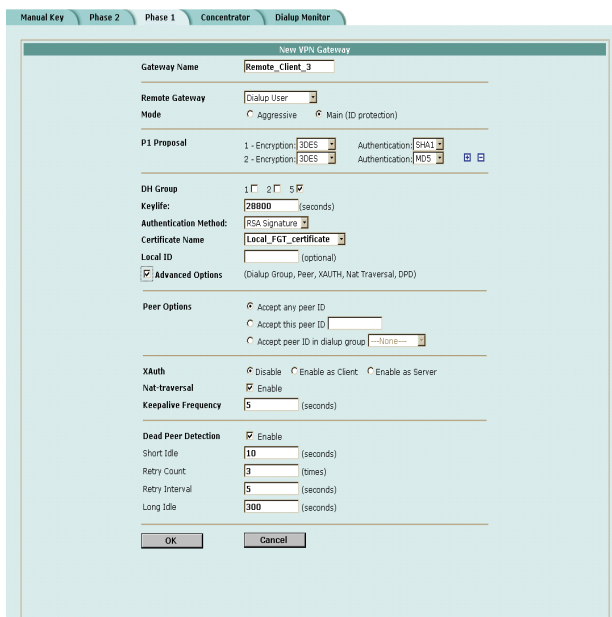 Manual Key Phase 2 Phase 1 Concentrator Dialup Monitor
New VPN Gateway
Gateway Name Remote_Client_3
Remote Gateway Dialup User
Mode Aggressive Main (ID protection)
P1 Proposal 1 - Encryption: 3DES Authentication: SHA1
2 - Encryption: 3DES Authentication: MD5
DH Group 1 2 5
Keylife: 28800 (seconds)
Authentication Method: RSA Signature
Certificate Name Local_FGT_certificate
Local ID (optional)
Advanced Options (Dialup Group, Peer, XAUTH, Nat Traversal, DPD)
Peer Options Accept any peer ID
Accept this peer ID
Accept peer ID in dialup group ---None---
XAuth Disable Enable as Client Enable as Server
Nat-traversal Enable
Keepalive Frequency 5 (seconds)
Dead Peer Detection Enable
Short Idle 10 (seconds)
Retry Count 3 (times)
Retry Interval 5 (seconds)
Long Idle 300 (seconds)
OK Cancel